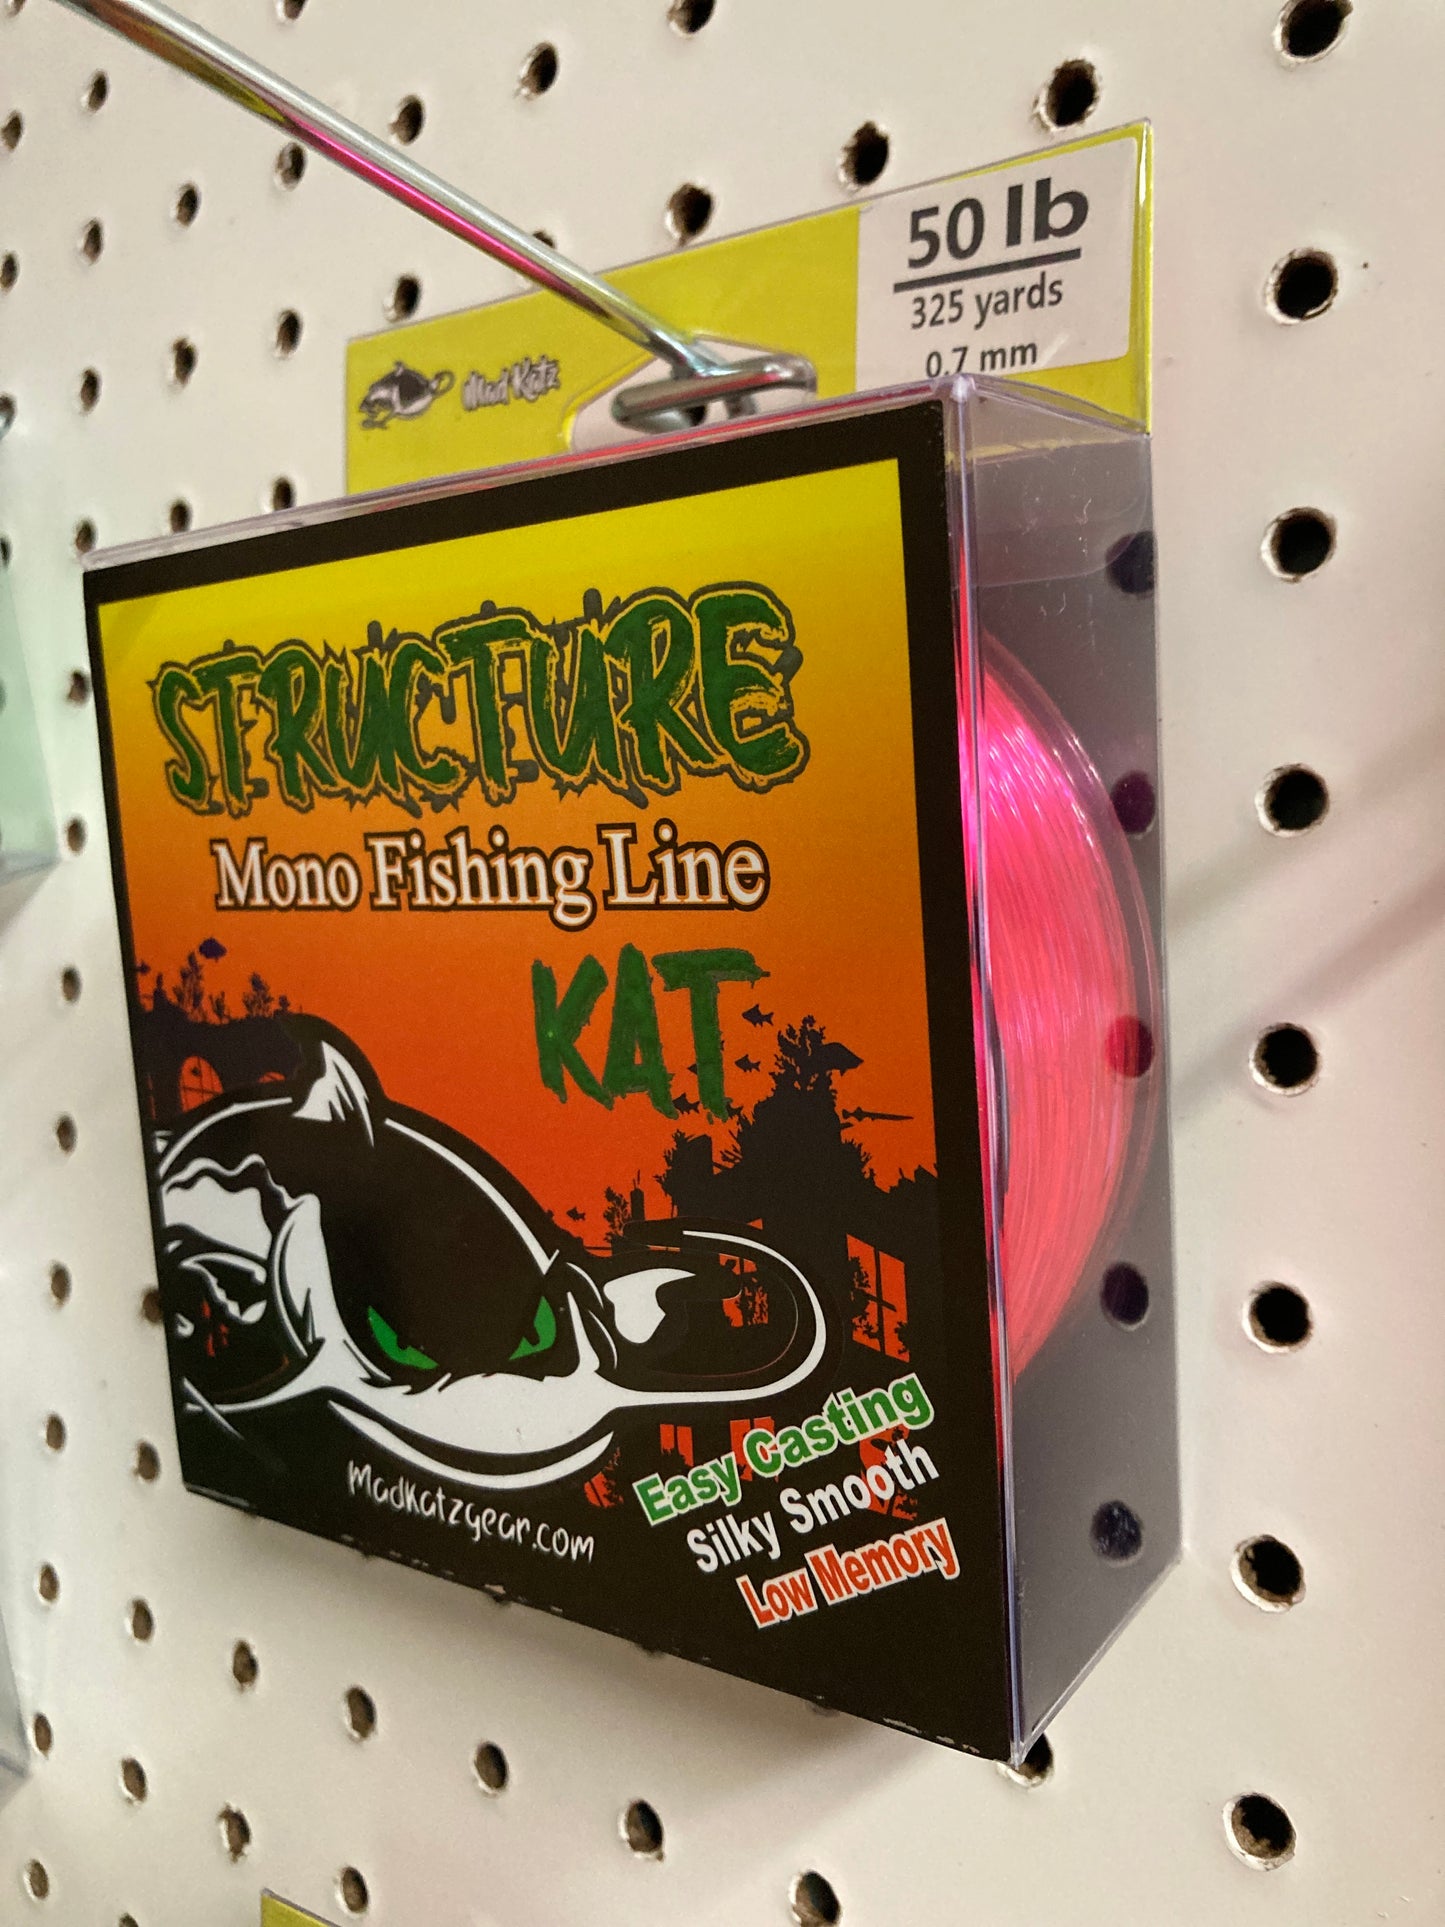 50 lb
325 yards
0.7 mm
Mad Katz
STRUCTURE
Mono Fishing Line
KAT
Easy Casting
Silky Smooth
Low Memory
MadKatzgear.com